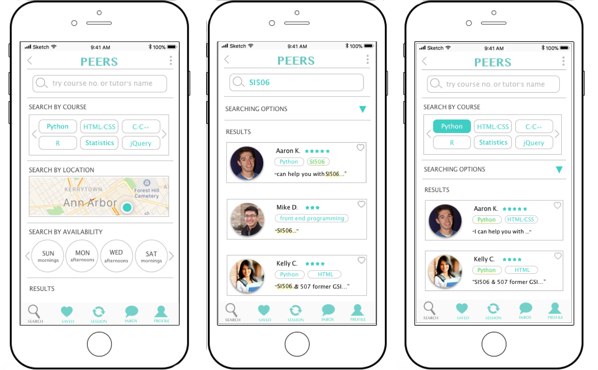 Sketch
9:41 AM
100%
PEERS
try course no. or tutor's name
SEARCH BY COURSE
Python
HTML-CSS
C-C--
R
Statistics
jQuery
SEARCH BY LOCATION
KERRYTOWN
Forest Hill
Cemetery
Ann Arbor
SEARCH BY AVAILABILITY
SUN
mornings
MON
afternoons
WED
afternoons
SAT
mornings
RESULTS
SEARCH
INBOX
PROFILE
Sketch
9:41 AM
100%
PEERS
SI506
SEARCHING OPTIONS
RESULTS
Aaron K.
Python
SI506
"can help you with SI506..."
Mike D.
front end programming
"SI506..."
Kelly C.
Python
HTML
"SI506 & 507 former GSI..."
SEARCH
INBOX
PROFILE
Sketch
9:41 AM
100%
PEERS
try course no. or tutor's name
SEARCH BY COURSE
Python
HTML-CSS
C-C--
R
Statistics
jQuery
SEARCHING OPTIONS
RESULTS
Aaron K.
Python
HTML-CSS
"I can help you with ..."
Kelly C.
Python
HTML
"SI506 & 507 former GSI..."
SEARCH
INBOX
PROFILE